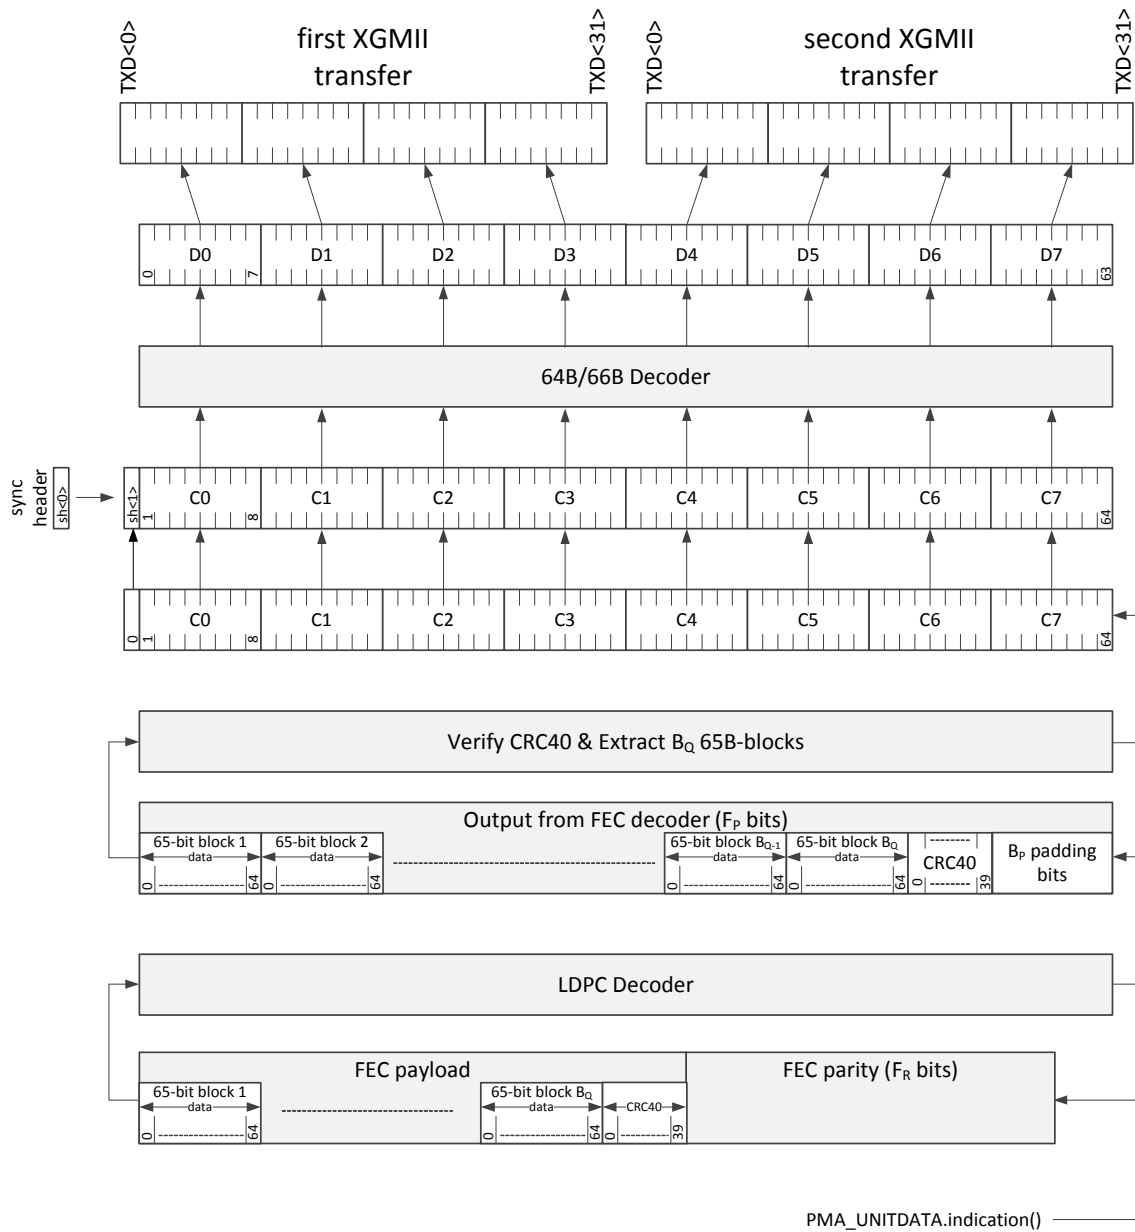 TXD<0>
first XGMII
transfer
TXD<31>
TXD<0>
second XGMII
transfer
TXD<31>
D0 D1 D2 D3 D4 D5 D6 D7
0 7 63
64B/66B Decoder
sync
header
sh<0>
sh<1>
C0 C1 C2 C3 C4 C5 C6 C7
1 8 64
C0 C1 C2 C3 C4 C5 C6 C7
0 1 8 64
Verify CRC40 & Extract BQ 65B-blocks
Output from FEC decoder (FP bits)
65-bit block 1 65-bit block 2 65-bit block BQ-1 65-bit block BQ
data data data data
CRC40
BP padding
bits
0 64 0 64 0 64 0 64 0 39
LDPC Decoder
FEC payload
FEC parity (FR bits)
65-bit block 1 65-bit block BQ
data data CRC40
0 64 0 64 0 39
PMA_UNITDATA.indication()